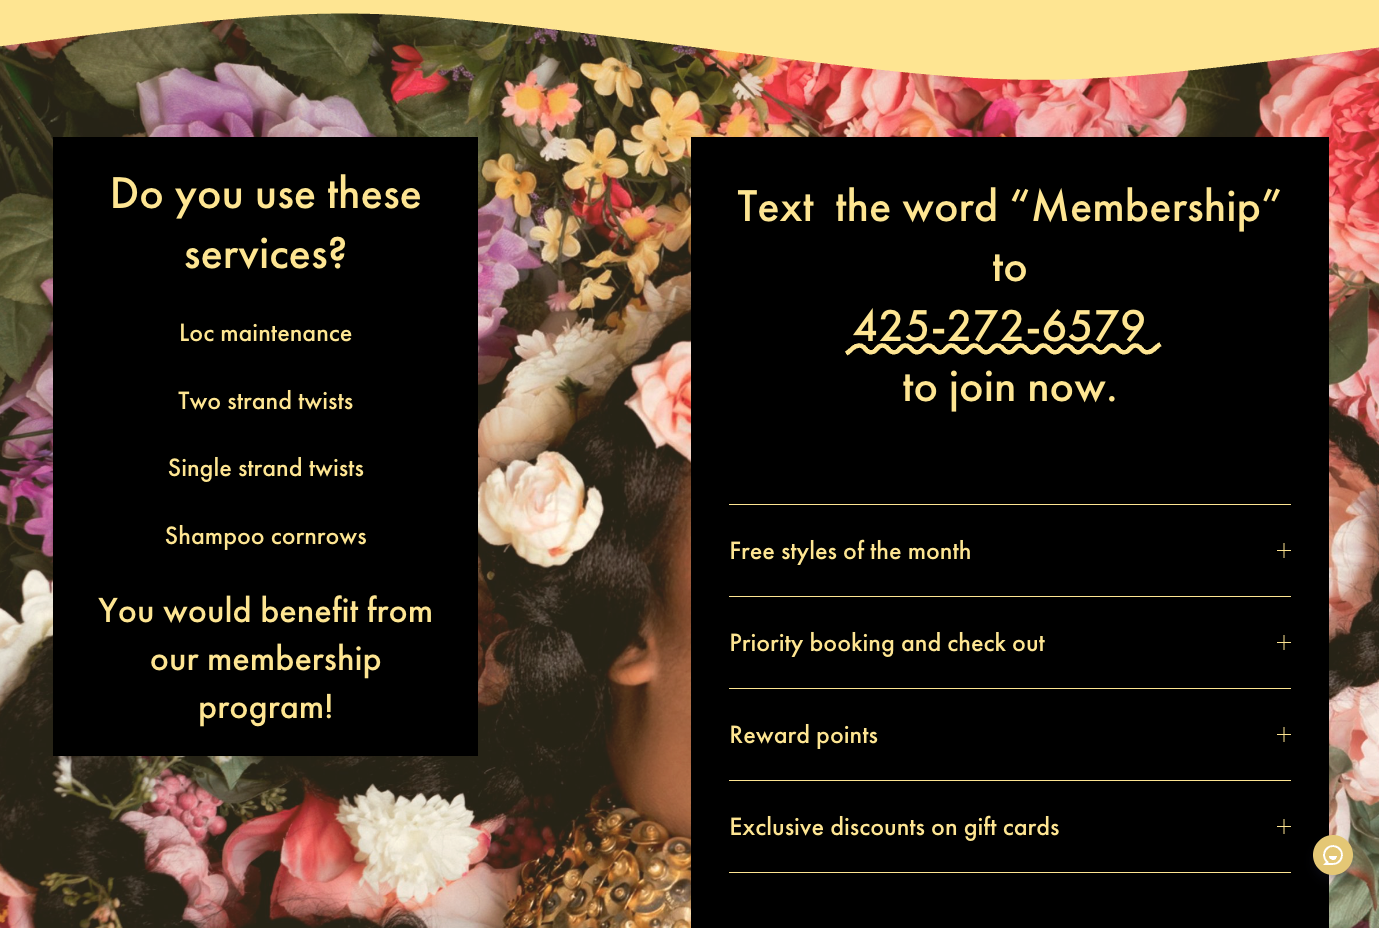 Do you use these
services?
Loc maintenance
Two strand twists
Single strand twists
Shampoo cornrows
You would benefit from
our membership
program!
Text  the word “Membership”
to
425-272-6579
to join now.
Free styles of the month
Priority booking and check out
Reward points
Exclusive discounts on gift cards